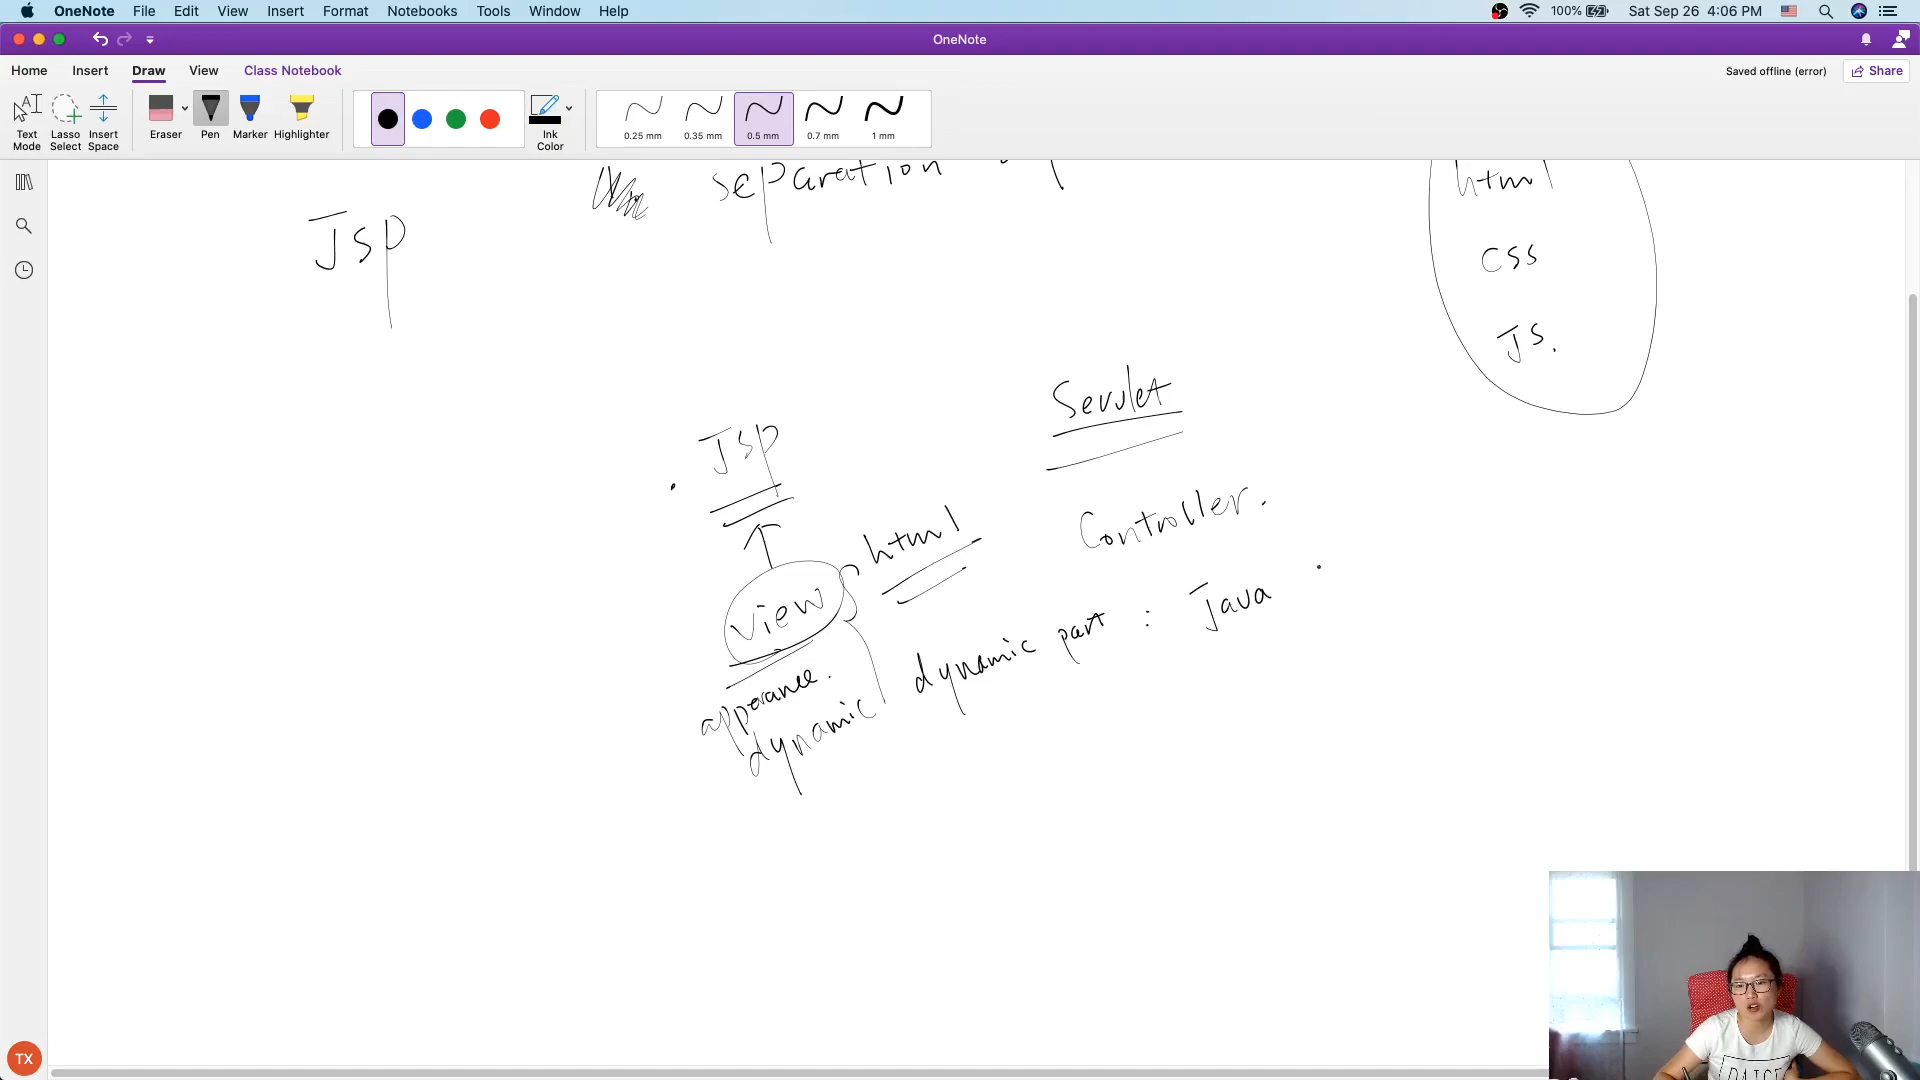 OneNote File Edit View Insert Format Notebooks Tools Window Help 100% Sat Sep 26 4:06 PM
OneNote
Home Insert Draw View Class Notebook Saved offline (error) Share
Text Mode Lasso Select Insert Space Eraser Pen Marker Highlighter Ink Color 0.25 mm 0.35 mm 0.5 mm 0.7 mm 1 mm
separation
html
JSP
css
JS.
Servlet
JSP
Controller.
html
view
dynamic part : Java
apperance.
dynamic
TX